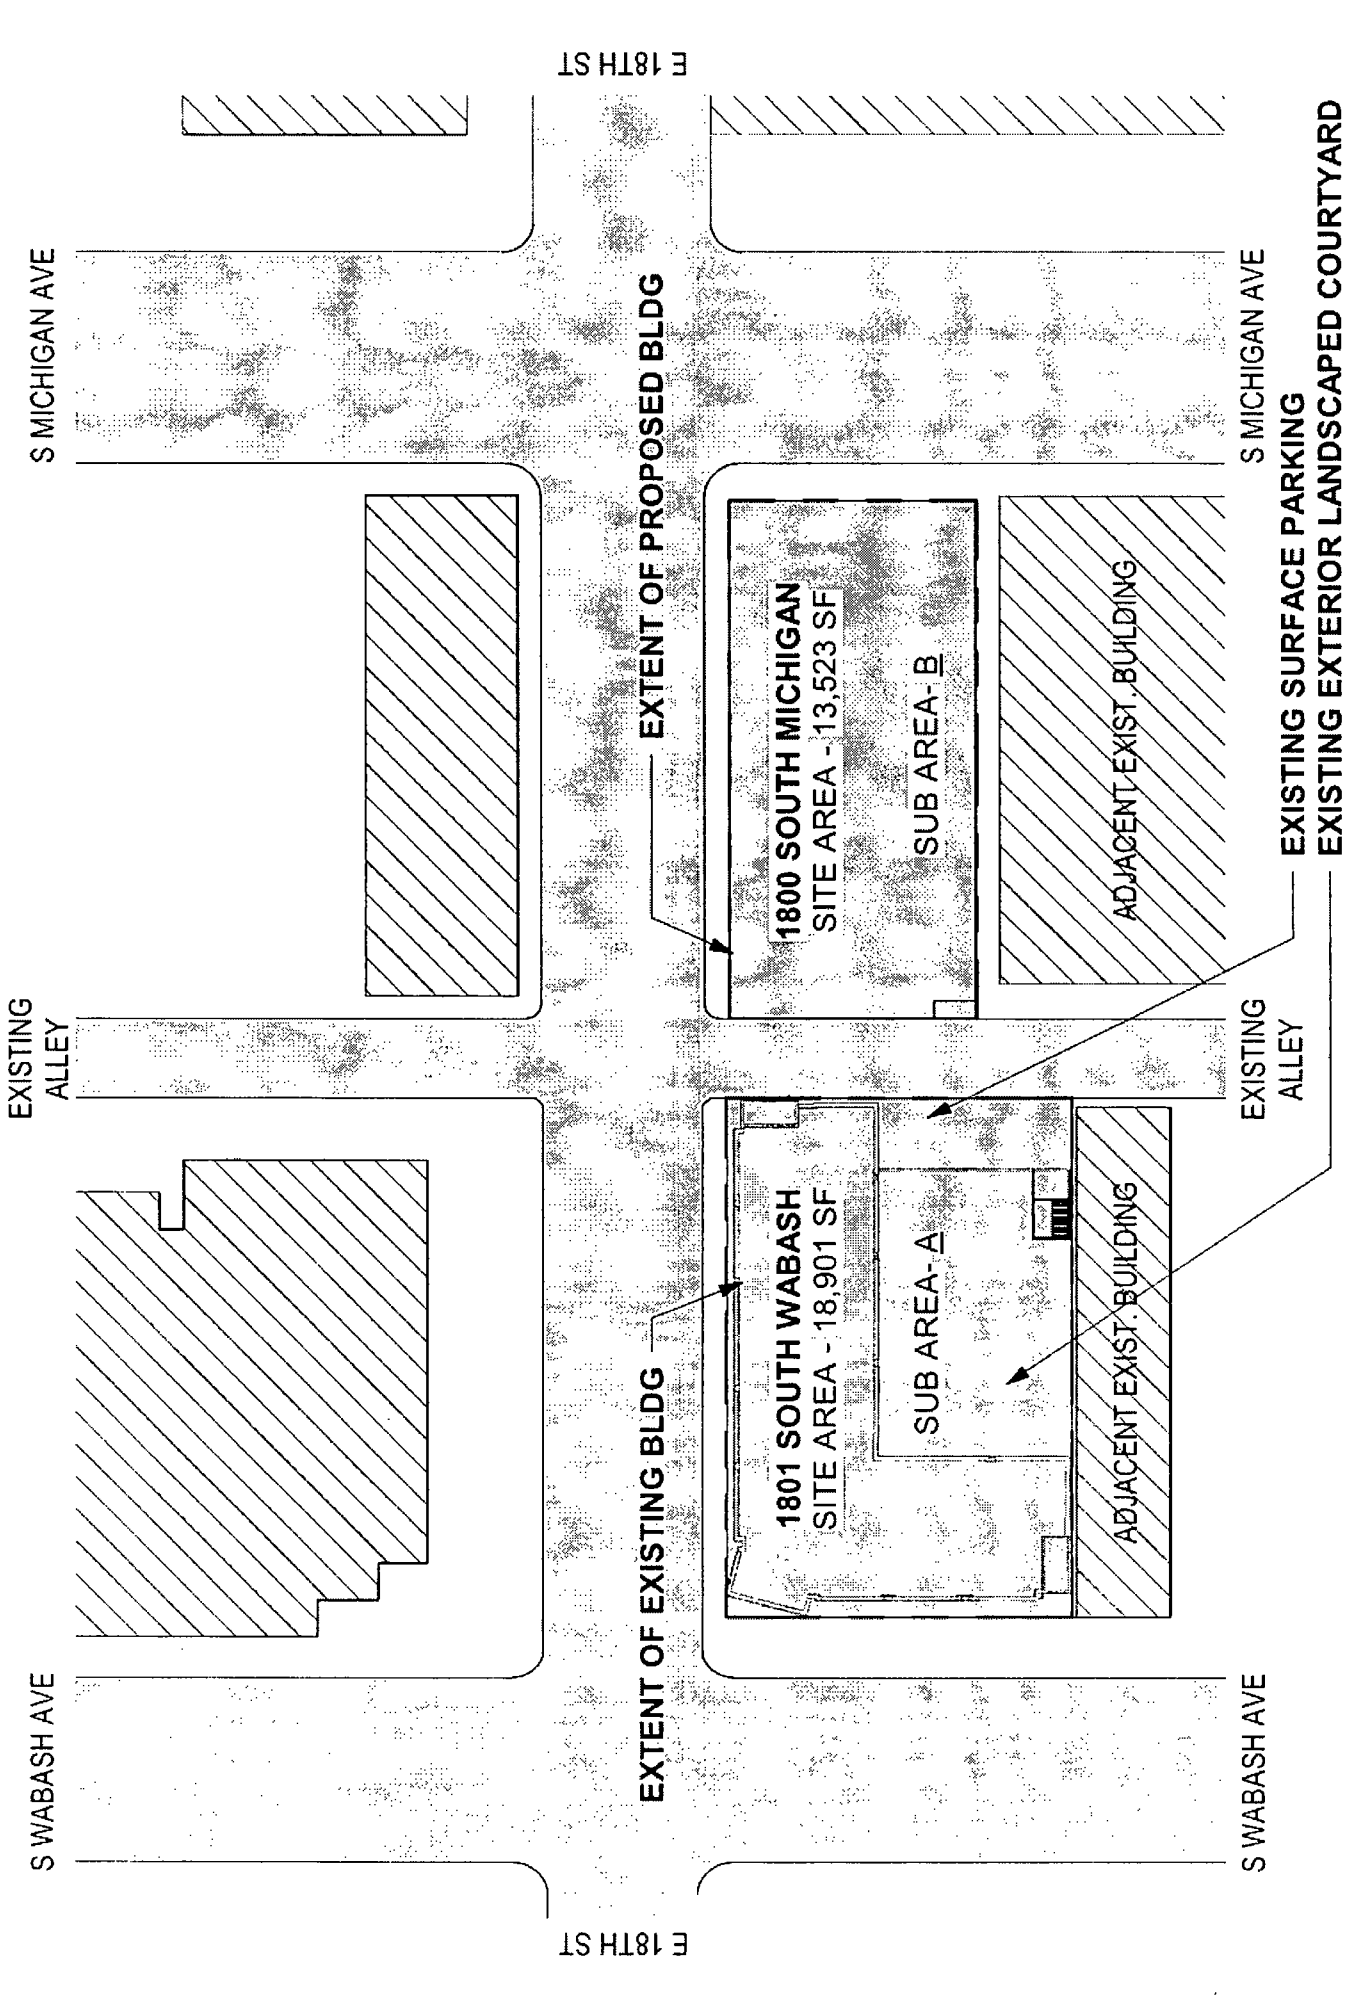 S WABASH AVE
EXISTING
ALLEY
S MICHIGAN AVE
E 18TH ST
E 18TH ST
EXTENT OF EXISTING BLDG
EXTENT OF PROPOSED BLDG
1801 SOUTH WABASH
SITE AREA - 18,901 SF
SUB AREA- A
1800 SOUTH MICHIGAN
SITE AREA - 13,523 SF
SUB AREA- B
ADJACENT EXIST. BUILDING
ADJACENT EXIST. BUILDING
S WABASH AVE
EXISTING
ALLEY
S MICHIGAN AVE
EXISTING SURFACE PARKING
EXISTING EXTERIOR LANDSCAPED COURTYARD